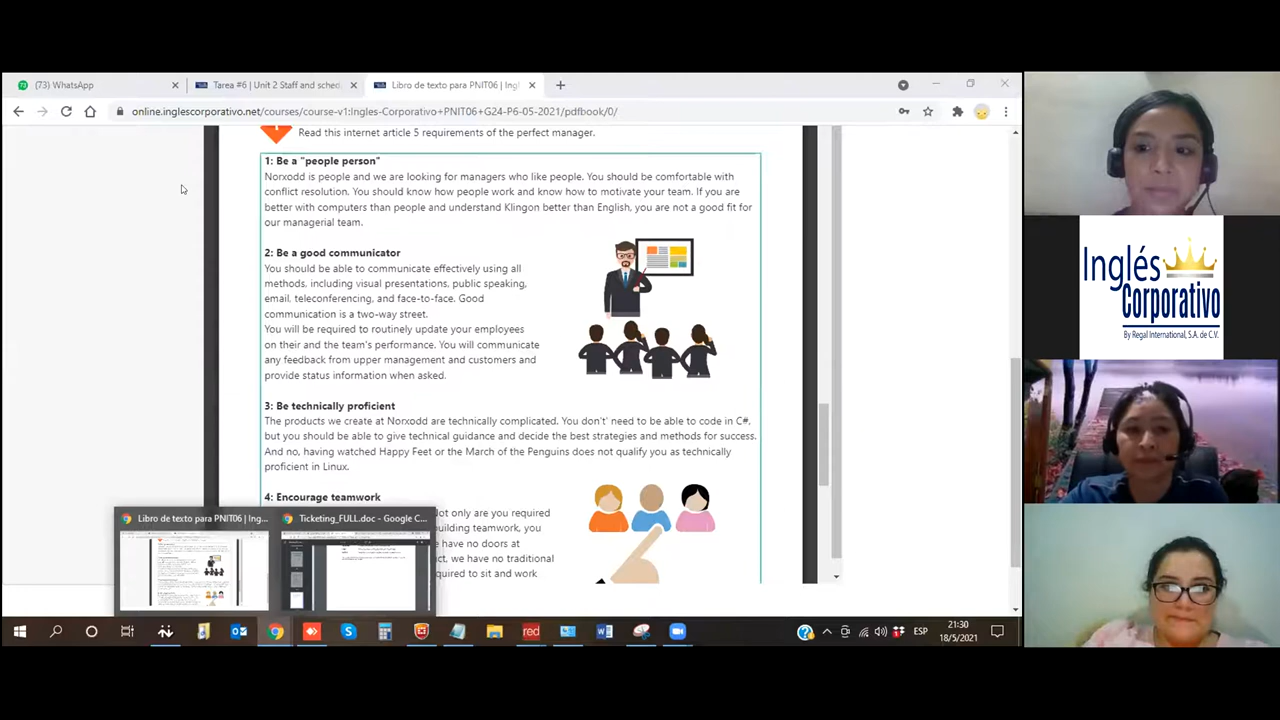 (73) WhatsApp
Tarea #6 | Unit 2 Staff and sched
Libro de texto para PNIT06 | Ingl
online.inglescorporativo.net/courses/course-v1:Ingles-Corporativo+PNIT06+G24-P6-05-2021/pdfbook/0/
Read this internet article 5 requirements of the perfect manager.
1: Be a "people person"
Norxodd is people and we are looking for managers who like people. You should be comfortable with
conflict resolution. You should know how people work and know how to motivate your team. If you are
better with computers than people and understand Klingon better than English, you are not a good fit for
our managerial team.
2: Be a good communicator
You should be able to communicate effectively using all
methods, including visual presentations, public speaking,
email, teleconferencing, and face-to-face. Good
communication is a two-way street.
You will be required to routinely update your employees
on their and the team's performance. You will communicate
any feedback from upper management and customers and
provide status information when asked.
3: Be technically proficient
The products we create at Norxodd are technically complicated. You don't' need to be able to code in C#,
but you should be able to give technical guidance and decide the best strategies and methods for success.
And no, having watched Happy Feet or the March of the Penguins does not qualify you as technically
proficient in Linux.
4: Encourage teamwork
Not only are you required
building teamwork, you
e have no doors at
ct, we have no traditional
quired to sit and work
Libro de texto para PNIT06 | Ing...
Ticketing_FULL.doc - Google C...
red
ESP
21:30
18/5/2021
Inglés
Corporativo
By Regal International, S.A. de C.V.